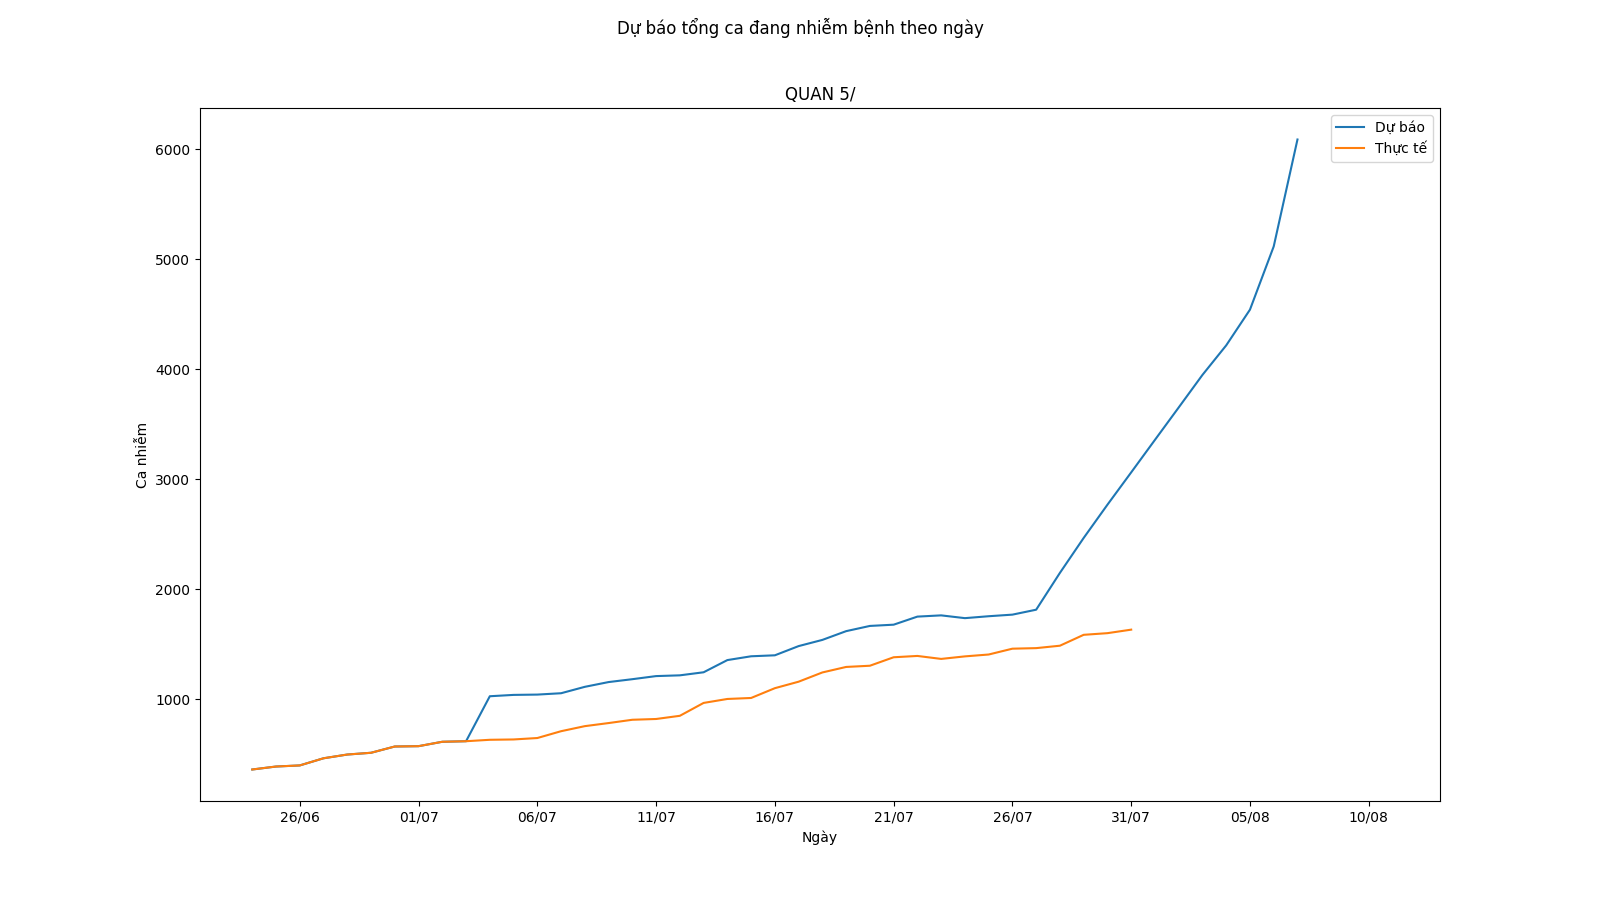 Dự báo tổng ca đang nhiễm bệnh theo ngày
QUAN 5/
Dự báo
Thực tế
6000
5000
4000
3000
2000
1000
Ca nhiễm
26/06 01/07 06/07 11/07 16/07 21/07 26/07 31/07 05/08 10/08
Ngày